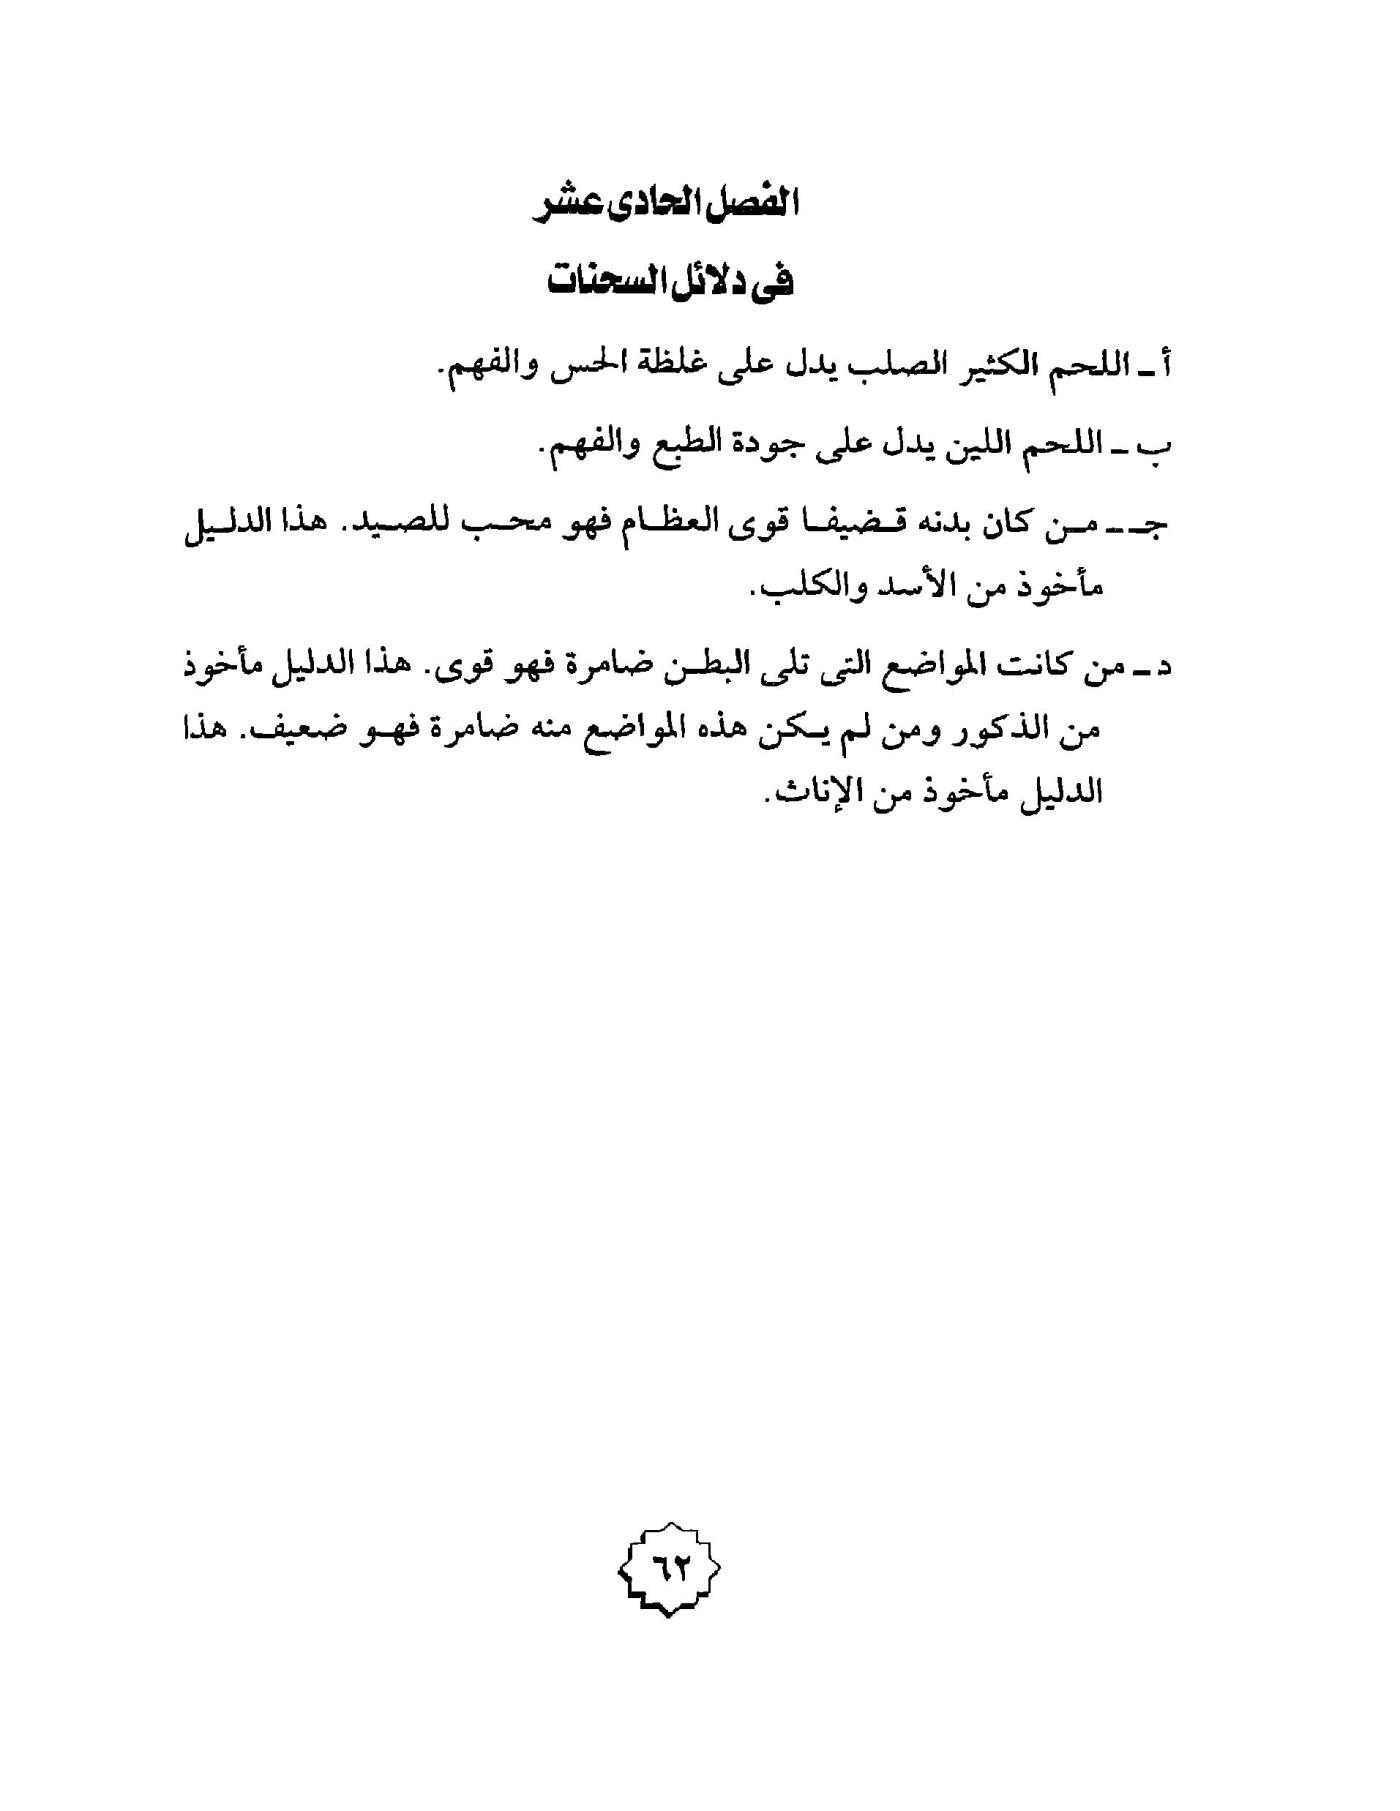 الفصل الحادى عشر
فى دلائل السحنات
أ ـ اللحم الكثير الصلب يدل على غلظة الحس والفهم.
ب ـ اللحم اللين يدل على جودة الطبع والفهم.
جـ ـ من كان بدنه قضيفا قوى العظام فهو محب للصيد. هذا الدليل
مأخوذ من الأسد والكلب.
د ـ من كانت المواضع التى تلى البطن ضامرة فهو قوى. هذا الدليل مأخوذ
من الذكور ومن لم يكن هذه المواضع منه ضامرة فهو ضعيف. هذا
الدليل مأخوذ من الإناث.
٦٢